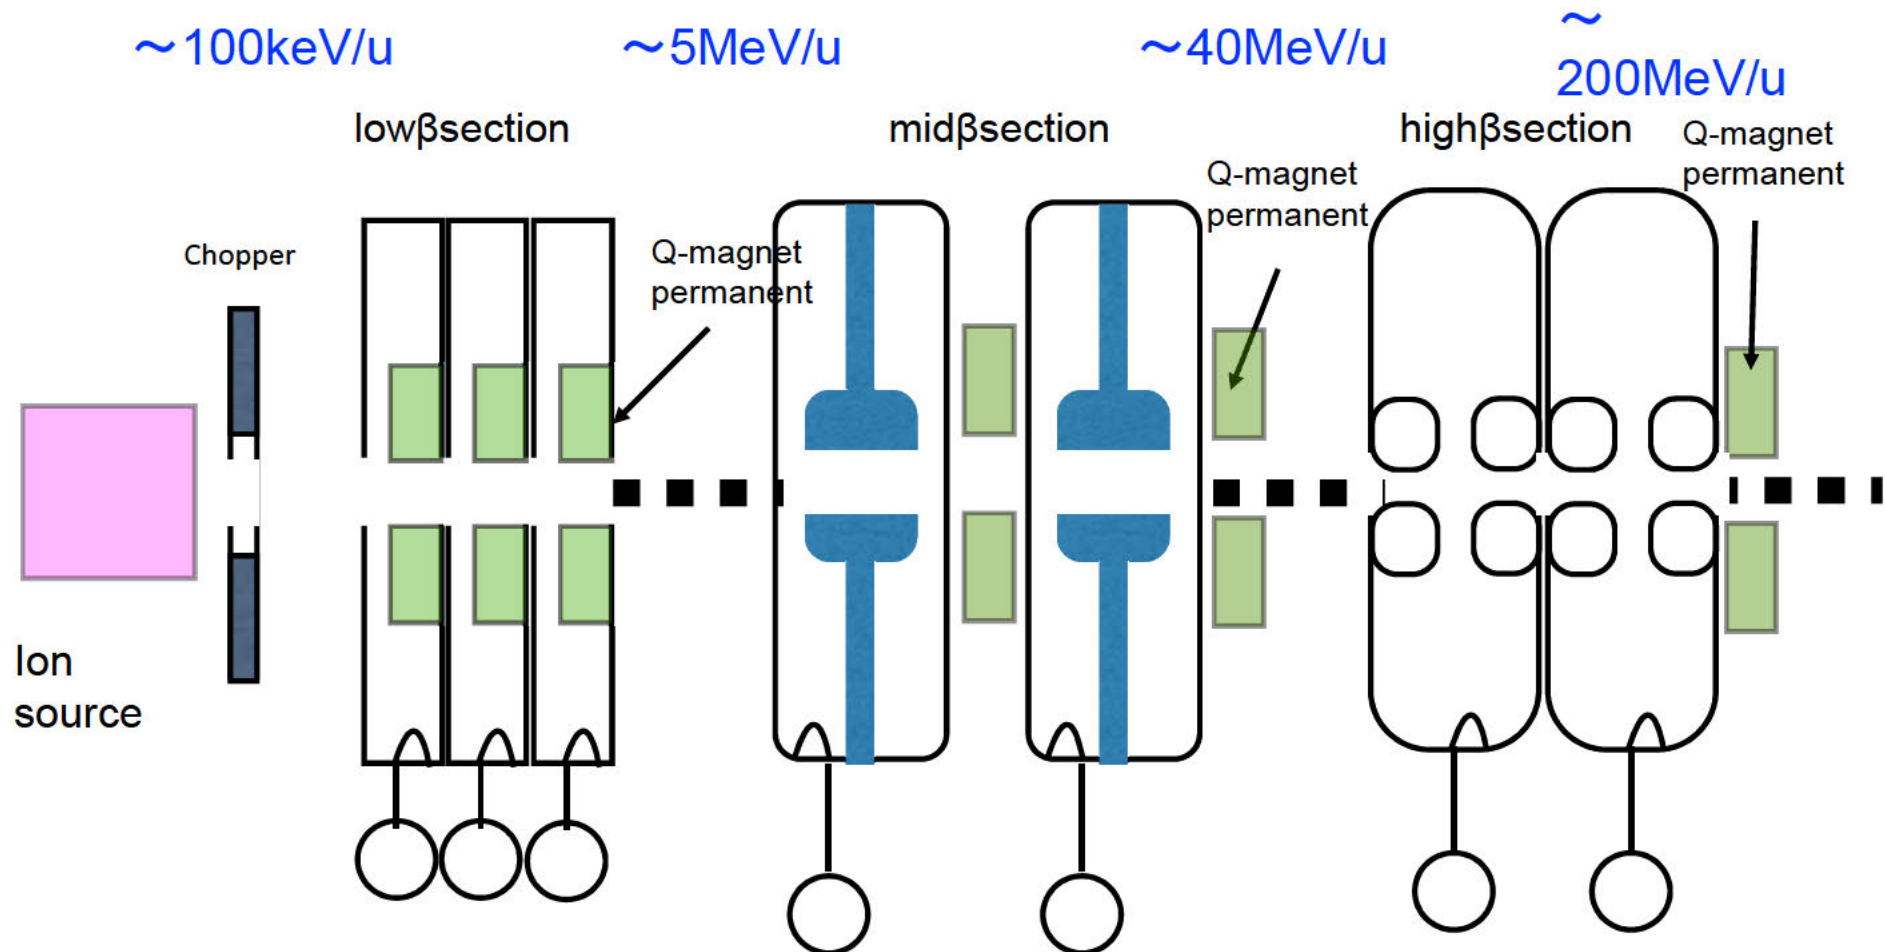 ~100keV/u
~5MeV/u
~40MeV/u
~
200MeV/u
lowβsection
midβsection
highβsection
Q-magnet
permanent
Q-magnet
permanent
Chopper
Q-magnet
permanent
Ion
source